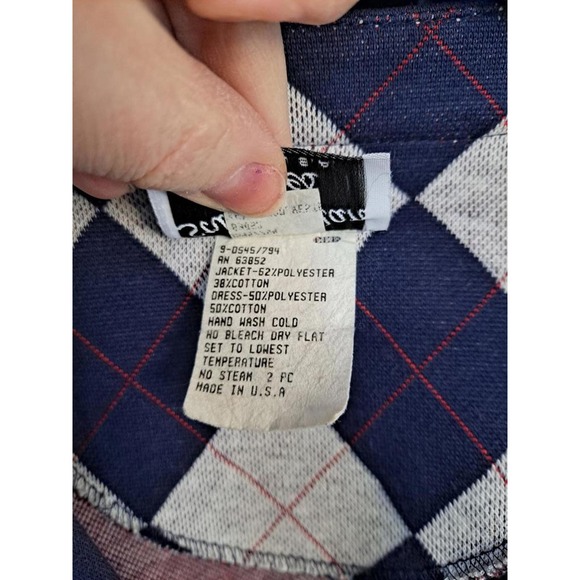 9-0545/794
RN 63852
JACKET-62%POLYESTER
38%COTTON
DRESS-50%POLYESTER
50%COTTON
HAND WASH COLD
NO BLEACH DRY FLAT
SET TO LOWEST
TEMPERATURE
NO STEAM 2 PC
MADE IN U.S.A